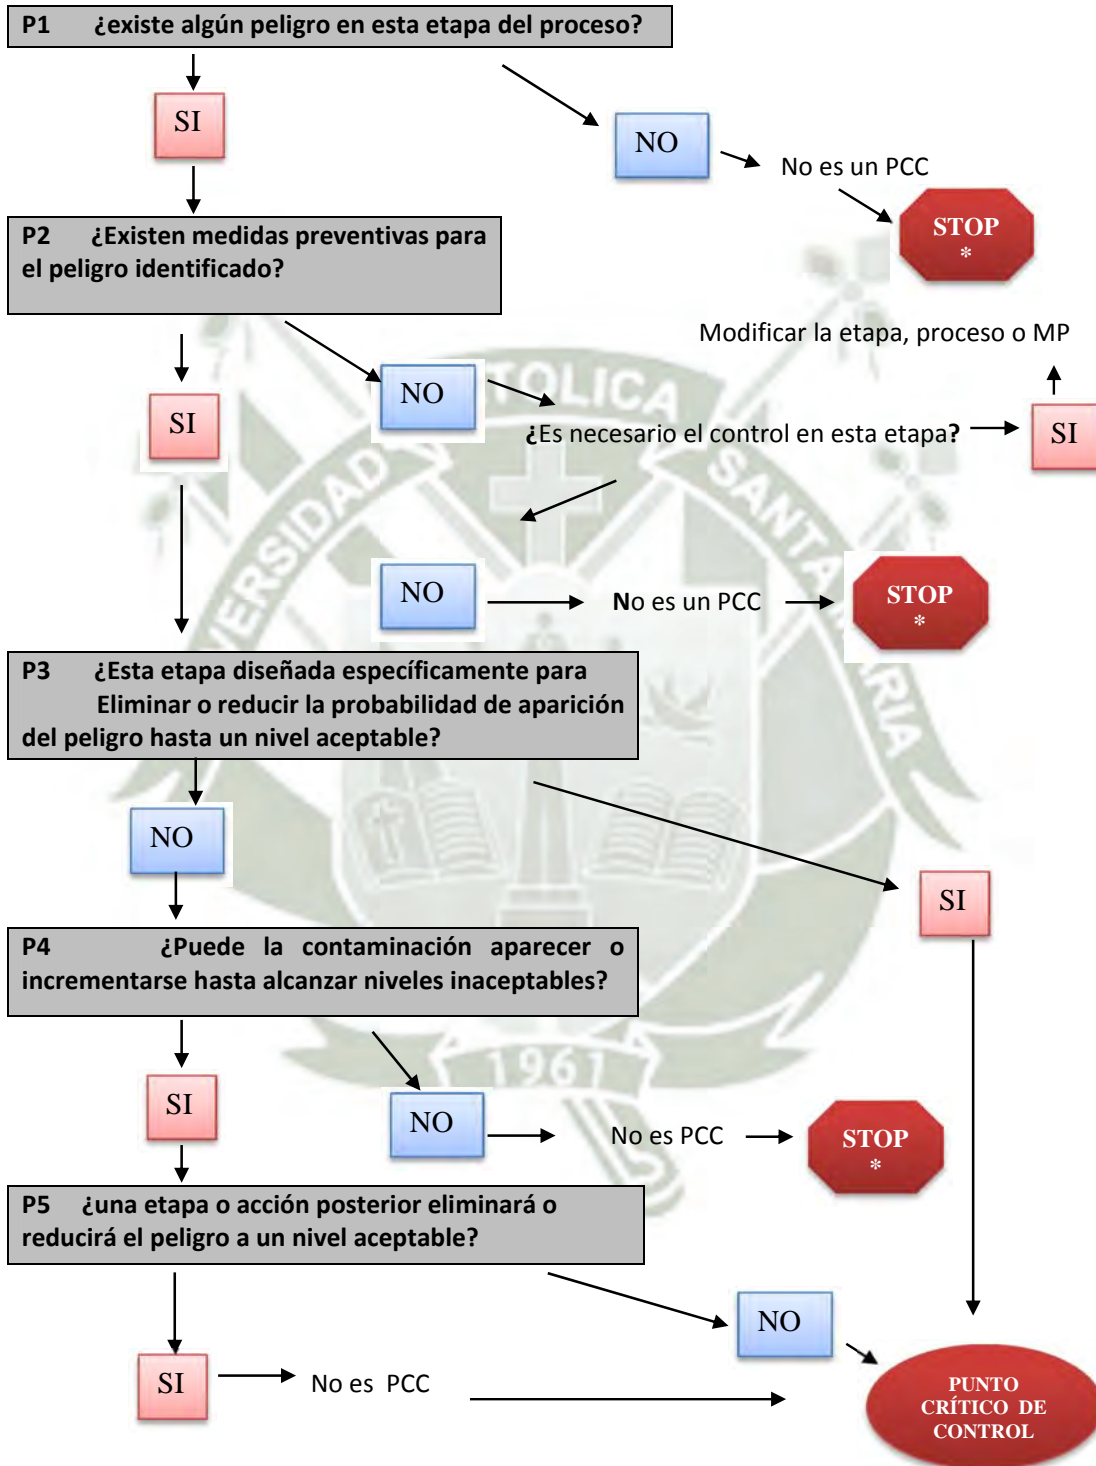 P1 ¿existe algún peligro en esta etapa del proceso?
SI
NO
No es un PCC
STOP
*
P2 ¿Existen medidas preventivas para
el peligro identificado?
Modificar la etapa, proceso o MP
SI
NO
¿Es necesario el control en esta etapa?
SI
NO
No es un PCC
STOP
*
P3 ¿Esta etapa diseñada específicamente para
Eliminar o reducir la probabilidad de aparición
del peligro hasta un nivel aceptable?
NO
SI
P4 ¿Puede la contaminación aparecer o
incrementarse hasta alcanzar niveles inaceptables?
SI
NO
No es PCC
STOP
*
P5 ¿una etapa o acción posterior eliminará o
reducirá el peligro a un nivel aceptable?
NO
SI
No es PCC
PUNTO
CRÍTICO DE
CONTROL
1961